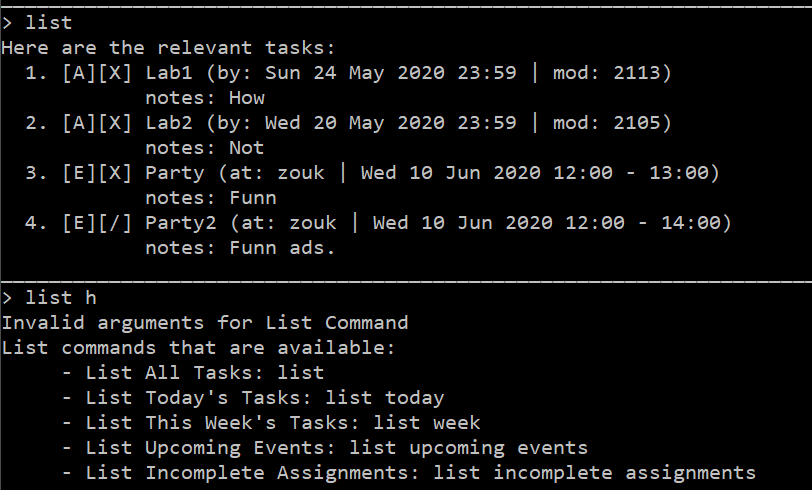 > list
Here are the relevant tasks:
1. [A][X] Lab1 (by: Sun 24 May 2020 23:59 | mod: 2113)
notes: How
2. [A][X] Lab2 (by: Wed 20 May 2020 23:59 | mod: 2105)
notes: Not
3. [E][X] Party (at: zouk | Wed 10 Jun 2020 12:00 - 13:00)
notes: Funn
4. [E][/] Party2 (at: zouk | Wed 10 Jun 2020 12:00 - 14:00)
notes: Funn ads.
> list h
Invalid arguments for List Command
List commands that are available:
- List All Tasks: list
- List Today's Tasks: list today
- List This Week's Tasks: list week
- List Upcoming Events: list upcoming events
- List Incomplete Assignments: list incomplete assignments